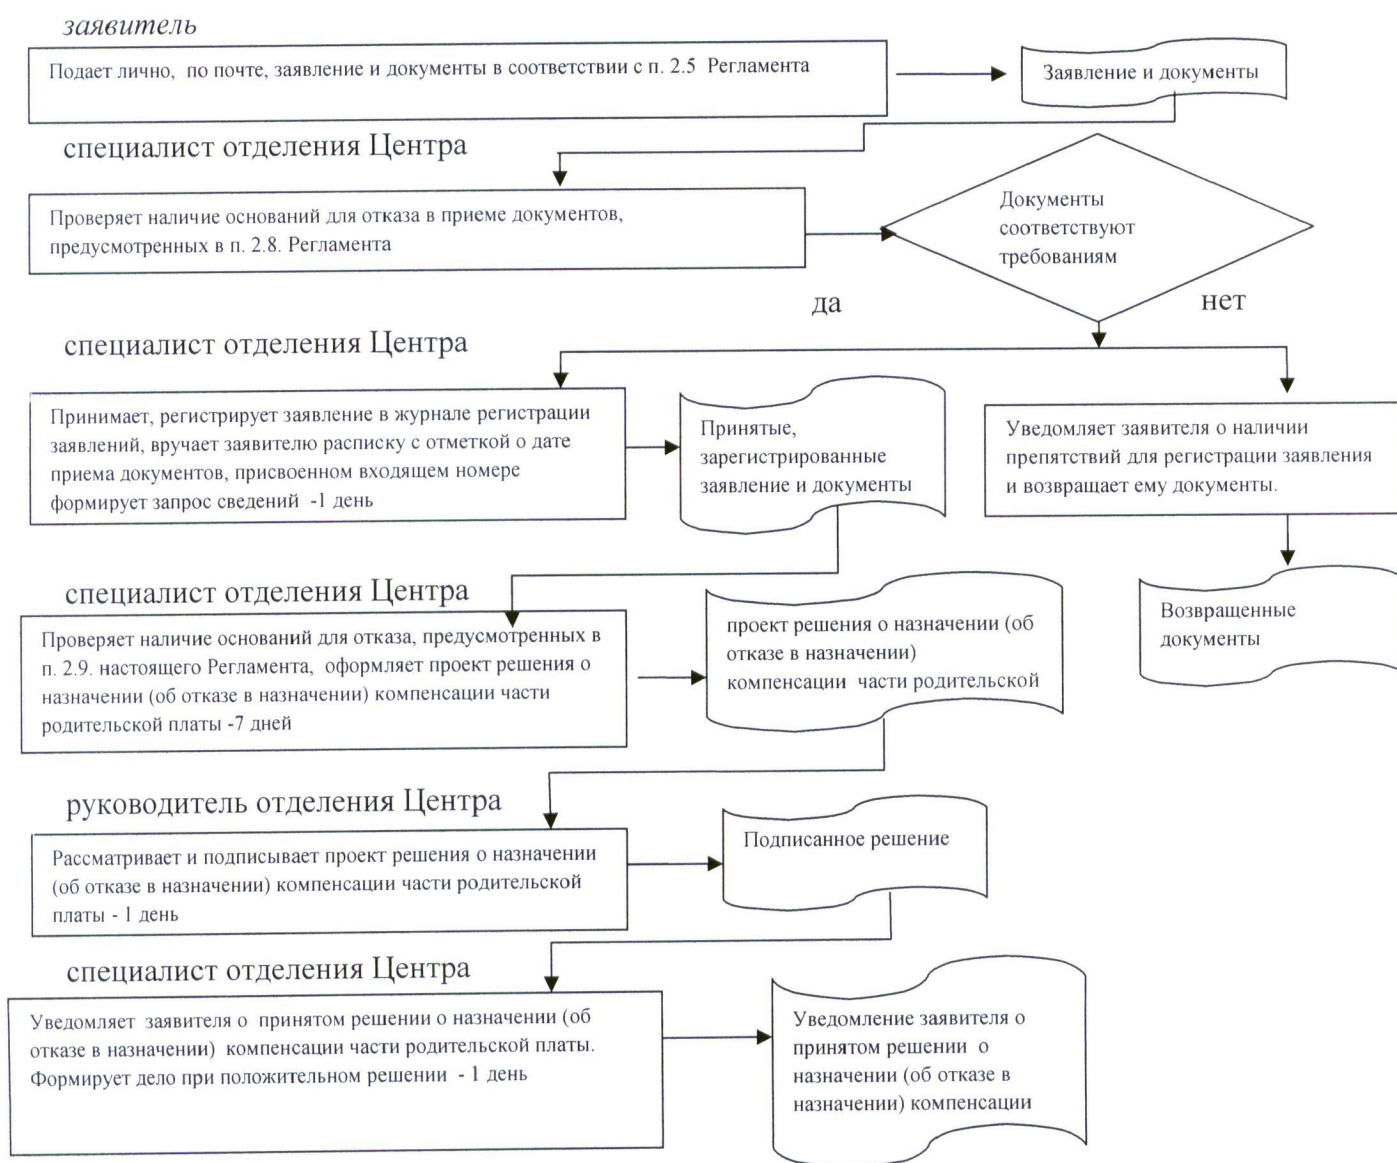 заявитель
Подает лично, по почте, заявление и документы в соответствии с п. 2.5 Регламента
Заявление и документы
специалист отделения Центра
Проверяет наличие оснований для отказа в приеме документов,
предусмотренных в п. 2.8. Регламента
Документы
соответствуют
требованиям
да
нет
специалист отделения Центра
Принимает, регистрирует заявление в журнале регистрации
заявлений, вручает заявителю расписку с отметкой о дате
приема документов, присвоенном входящем номере
формирует запрос сведений -1 день
Принятые,
зарегистрированные
заявление и документы
Уведомляет заявителя о наличии
препятствий для регистрации заявления
и возвращает ему документы.
специалист отделения Центра
Проверяет наличие оснований для отказа, предусмотренных в
п. 2.9. настоящего Регламента, оформляет проект решения о
назначении (об отказе в назначении) компенсации части
родительской платы -7 дней
проект решения о назначении (об
отказе в назначении)
компенсации части родительской
Возвращенные
документы
руководитель отделения Центра
Рассматривает и подписывает проект решения о назначении
(об отказе в назначении) компенсации части родительской
платы - 1 день
Подписанное решение
специалист отделения Центра
Уведомляет заявителя о принятом решении о назначении (об
отказе в назначении) компенсации части родительской платы.
Формирует дело при положительном решении - 1 день
Уведомление заявителя о
принятом решении о
назначении (об отказе в
назначении) компенсации